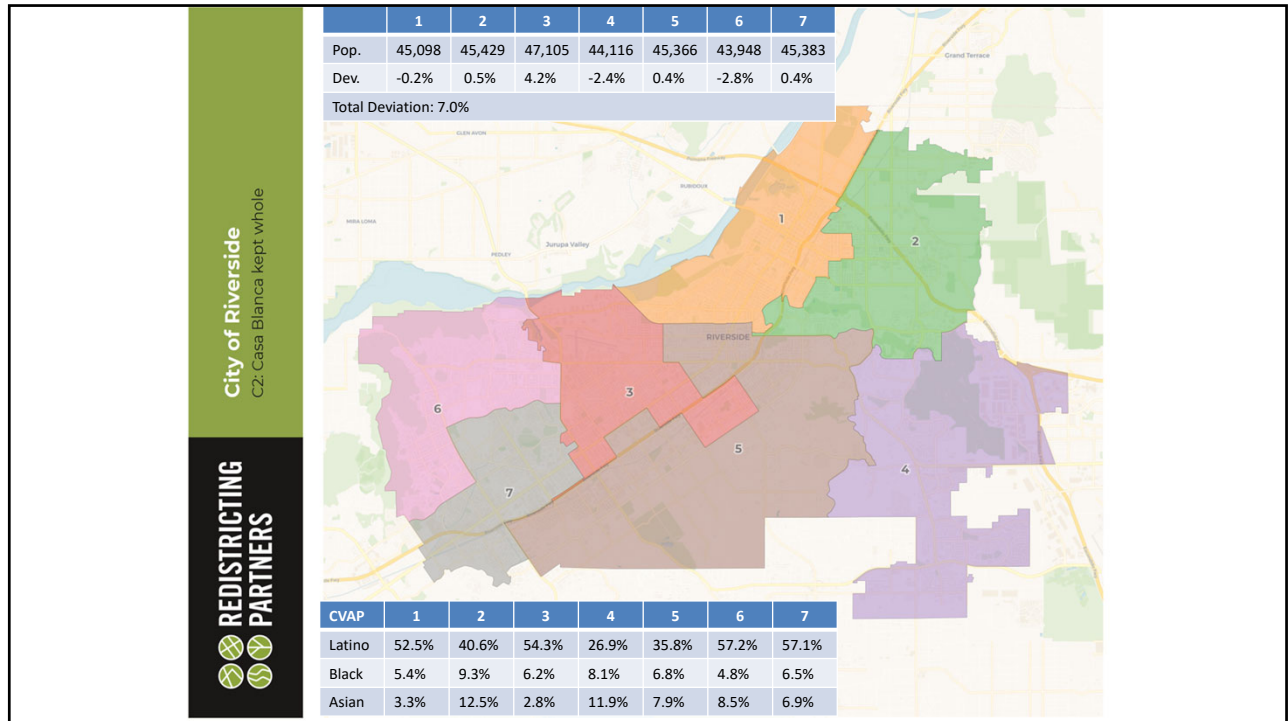 City of Riverside
C2: Casa Blanca kept whole
REDISTRICTING
PARTNERS
1 2 3 4 5 6 7
Pop. 45,098 45,429 47,105 44,116 45,366 43,948 45,383
Dev. -0.2% 0.5% 4.2% -2.4% 0.4% -2.8% 0.4%
Total Deviation: 7.0%
Grand Terrace
GLEN AVON
RUBIDOUX
MIRA LOMA
Jurupa Valley
PEDLEY
1
2
RIVERSIDE
3
6
5
4
7
CVAP 1 2 3 4 5 6 7
Latino 52.5% 40.6% 54.3% 26.9% 35.8% 57.2% 57.1%
Black 5.4% 9.3% 6.2% 8.1% 6.8% 4.8% 6.5%
Asian 3.3% 12.5% 2.8% 11.9% 7.9% 8.5% 6.9%